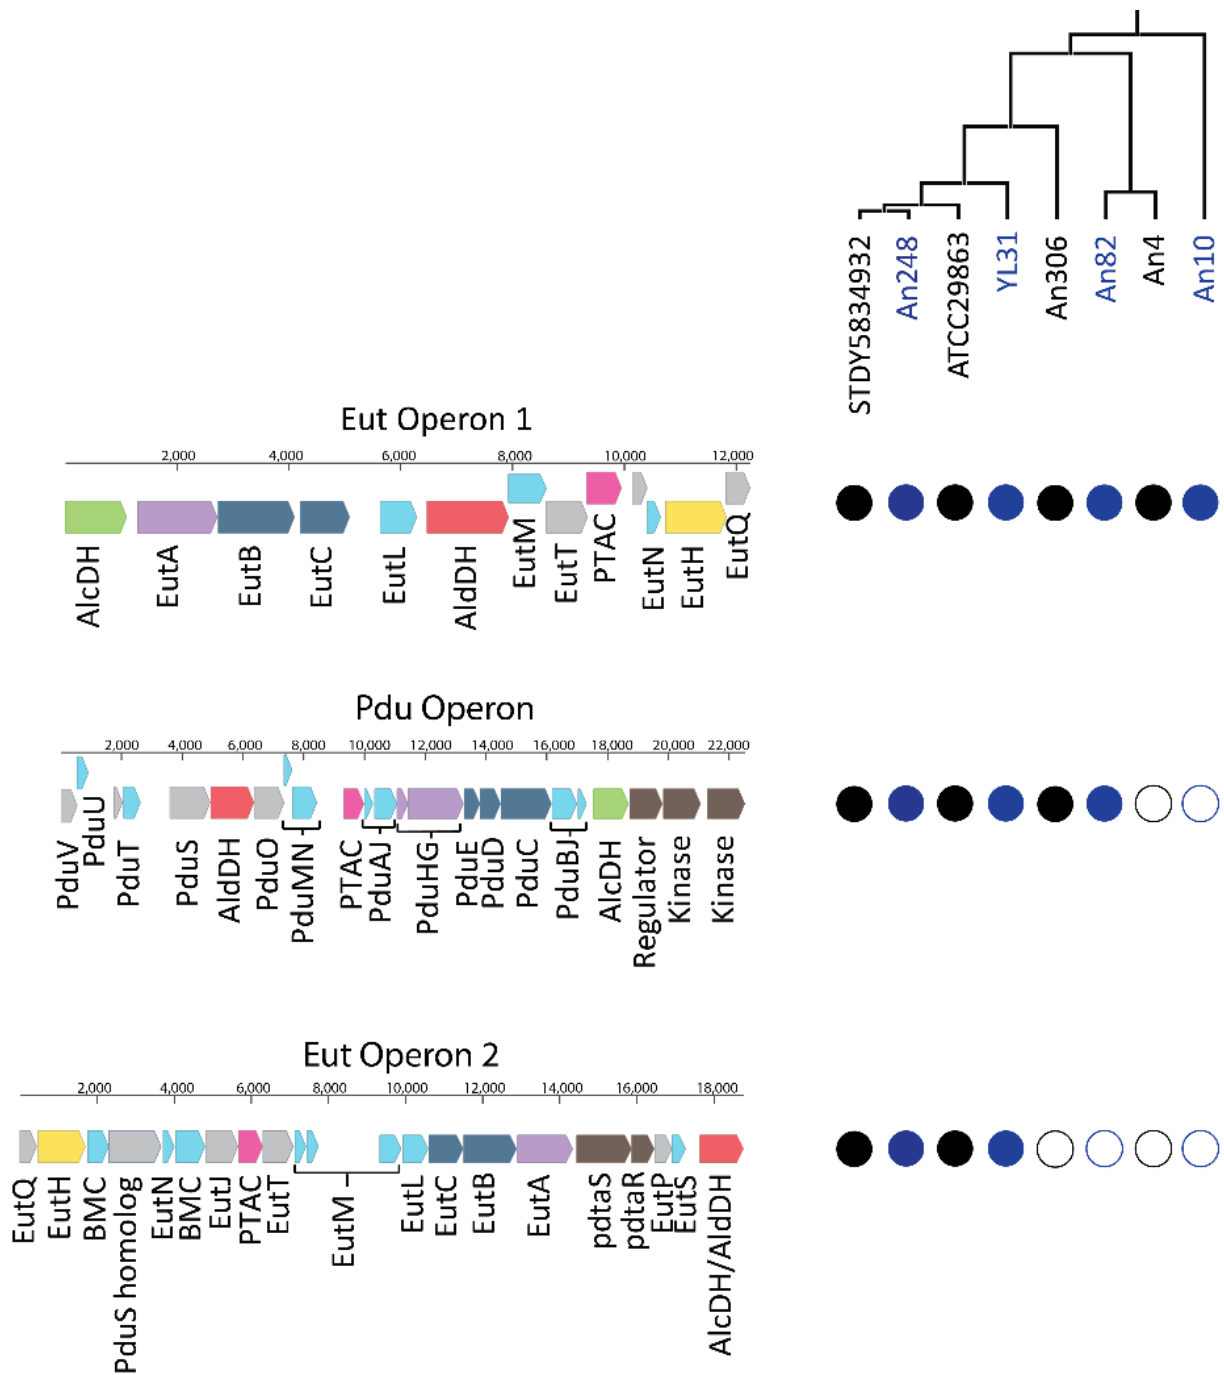 STDY5834932
An248
ATCC29863
YL31
An306
An82
An4
An10
Eut Operon 1
2,000 4,000 6,000 8,000 10,000 12,000
AlcDH
EutA
EutB
EutC
EutL
AldDH
EutM
EutT
PTAC
EutN
EutH
EutQ
Pdu Operon
2,000 4,000 6,000 8,000 10,000 12,000 14,000 16,000 18,000 20,000 22,000
PduV
PduU
PduT
PduS
AldDH
PduO
PduMN
PTAC
PduAJ
PduHG
PduE
PduD
PduC
PduBJ
AlcDH
Regulator
Kinase
Kinase
Eut Operon 2
2,000 4,000 6,000 8,000 10,000 12,000 14,000 16,000 18,000
EutQ
EutH
BMC
PduS homolog
EutN
BMC
EutJ
PTAC
EutT
EutM
EutL
EutC
EutB
EutA
pdtaS
pdtaR
EutP
EutS
AlcDH/AldDH